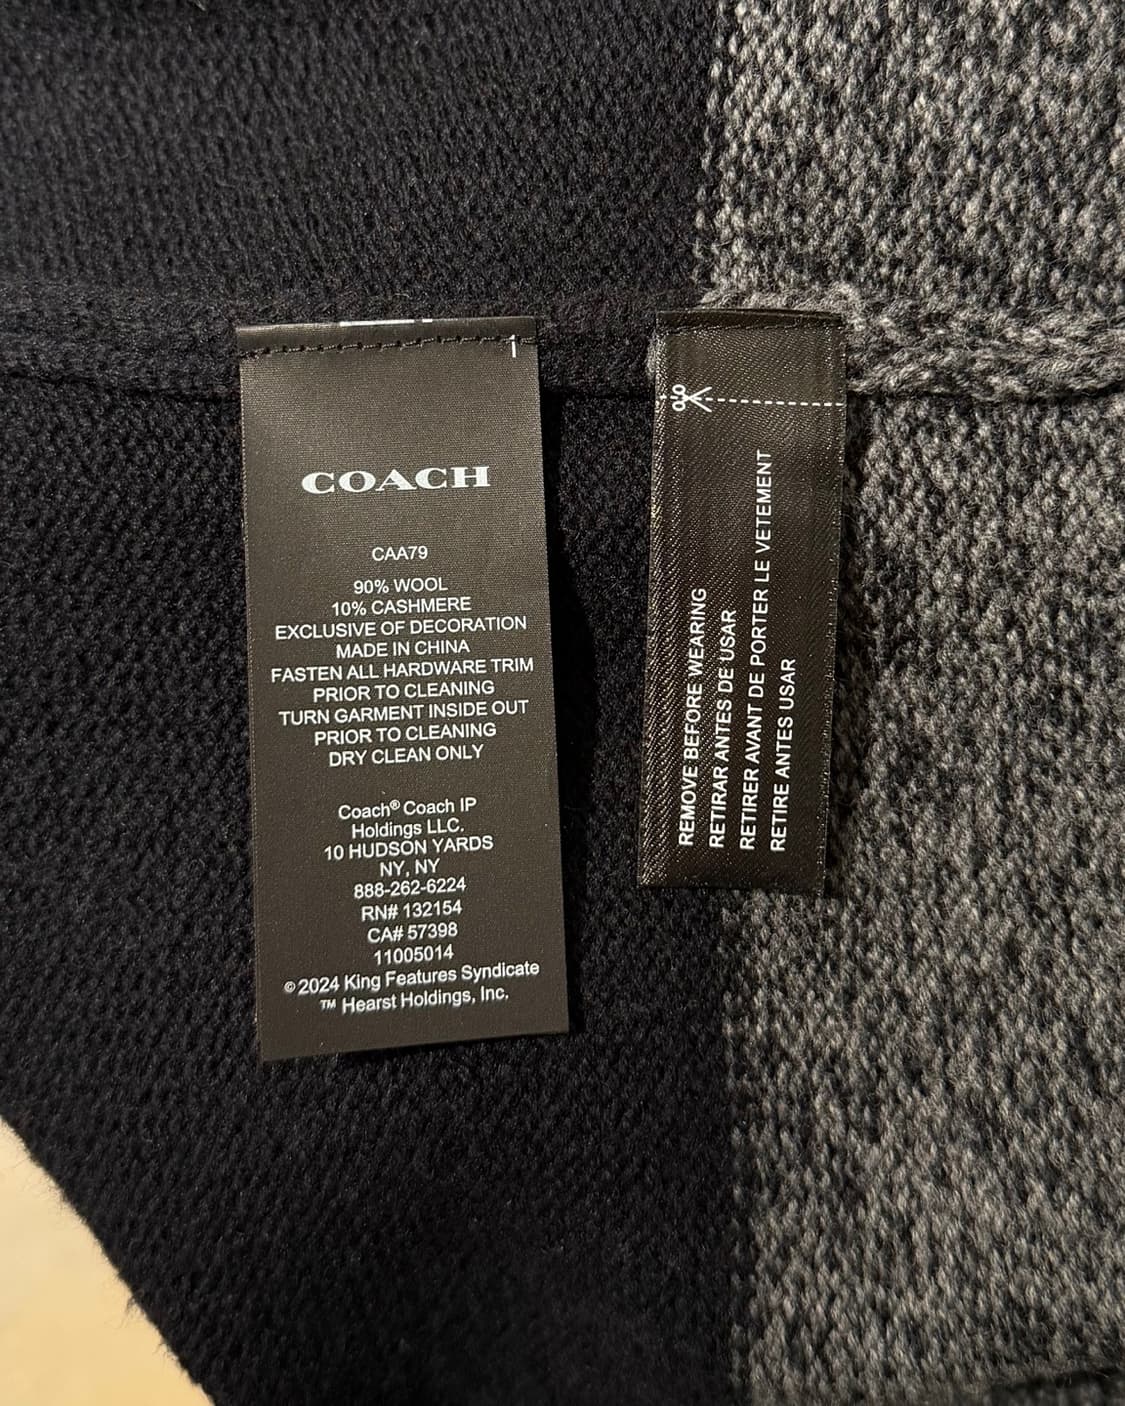 COACH
CAA79
90% WOOL
10% CASHMERE
EXCLUSIVE OF DECORATION
MADE IN CHINA
FASTEN ALL HARDWARE TRIM
PRIOR TO CLEANING
TURN GARMENT INSIDE OUT
PRIOR TO CLEANING
DRY CLEAN ONLY
Coach® Coach IP
Holdings LLC.
10 HUDSON YARDS
NY, NY
888-262-6224
RN# 132154
CA# 57398
11005014
©2024 King Features Syndicate
™ Hearst Holdings, Inc.
REMOVE BEFORE WEARING
RETIRAR ANTES DE USAR
RETIRER AVANT DE PORTER LE VETEMENT
RETIRE ANTES USAR